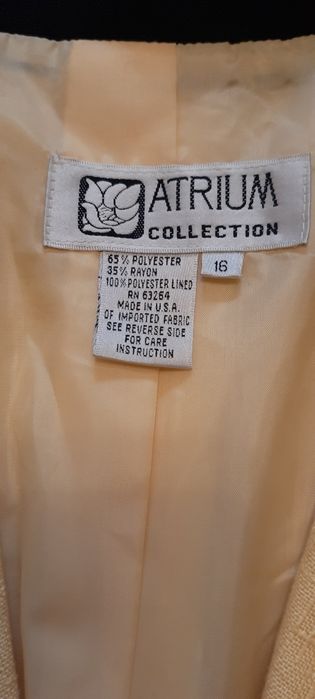 ATRIUM
COLLECTION
65% POLYESTER
35% RAYON
100% POLYESTER LINED
RN 63264
MADE IN U.S.A.
OF IMPORTED FABRIC
SEE REVERSE SIDE
FOR CARE
INSTRUCTION
16